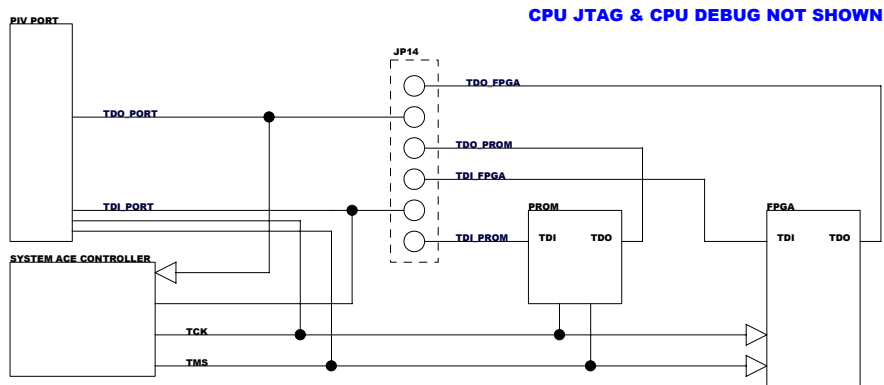 CPU JTAG & CPU DEBUG NOT SHOWN
PIV PORT
JP14
TDO_FPGA
TDO_PORT
TDO_PROM
TDI_FPGA
TDI_PORT
PROM
FPGA
TDI_PROM
TDI TDO
TDI TDO
SYSTEM ACE CONTROLLER
TCK
TMS